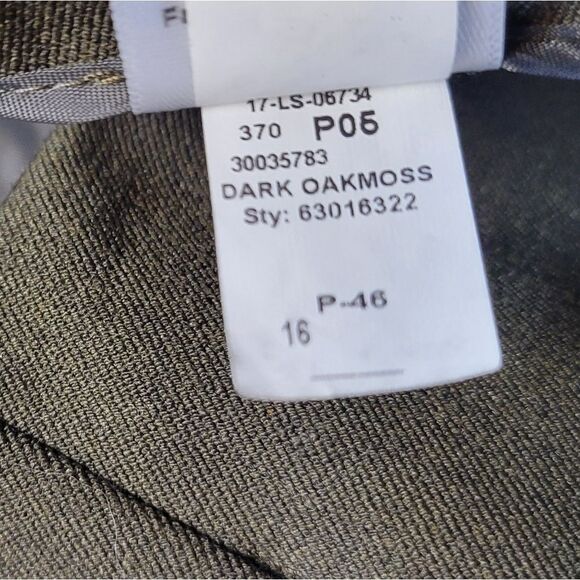 17-LS-06734
370 P05
30035783
DARK OAKMOSS
Sty: 63016322
P-46
16